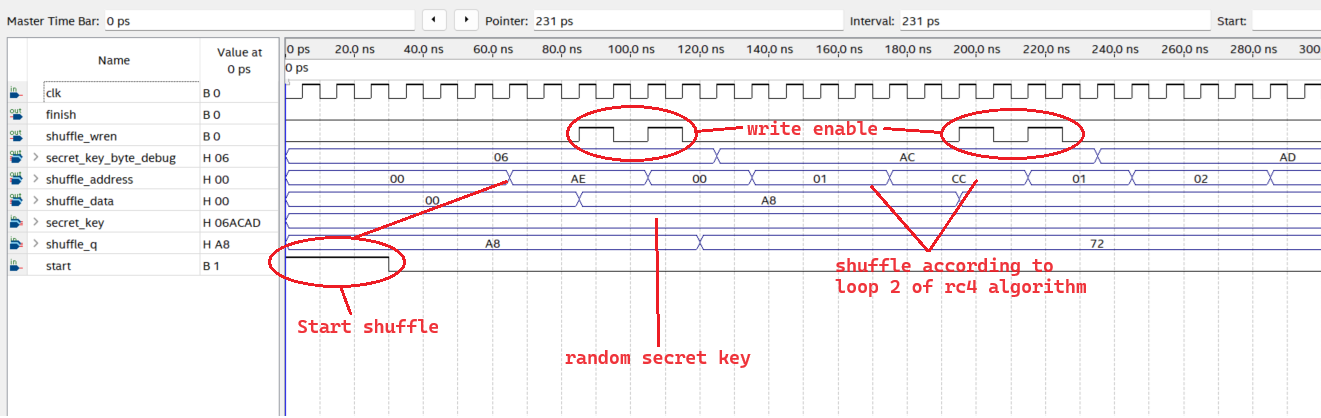 Master Time Bar: 0 ps Pointer: 231 ps Interval: 231 ps Start:
Name Value at 0 ps
0 ps 20.0 ns 40.0 ns 60.0 ns 80.0 ns 100.0 ns 120.0 ns 140.0 ns 160.0 ns 180.0 ns 200.0 ns 220.0 ns 240.0 ns 260.0 ns 280.0 ns 300
0 ps
in clk B 0
out finish B 0
out shuffle_wren B 0
write enable
out > secret_key_byte_debug H 06 06 AC AD
out > shuffle_address H 00 00 AE 00 01 CC 01 02
out > shuffle_data H 00 00 A8
in > secret_key H 06ACAD
in > shuffle_q H A8 A8 72
in start B 1
shuffle according to
loop 2 of rc4 algorithm
Start shuffle
random secret key